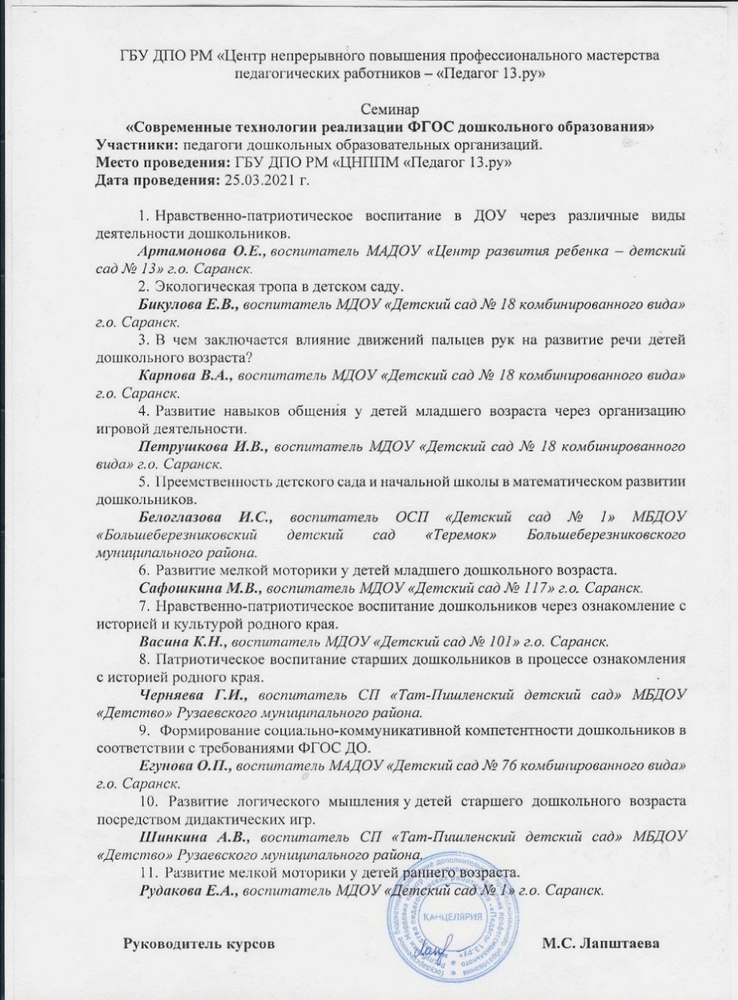 ГБУ ДПО РМ «Центр непрерывного повышения профессионального мастерства
педагогических работников – «Педагог 13.ру»
Семинар
«Современные технологии реализации ФГОС дошкольного образования»
Участники: педагоги дошкольных образовательных организаций.
Место проведения: ГБУ ДПО РМ «ЦНППМ «Педагог 13.ру»
Дата проведения: 25.03.2021 г.
1. Нравственно-патриотическое воспитание в ДОУ через различные виды
деятельности дошкольников.
Артамонова О.Е., воспитатель МАДОУ «Центр развития ребенка – детский
сад № 13» г.о. Саранск.
2. Экологическая тропа в детском саду.
Бикулова Е.В., воспитатель МДОУ «Детский сад № 18 комбинированного вида»
г.о. Саранск.
3. В чем заключается влияние движений пальцев рук на развитие речи детей
дошкольного возраста?
Карпова В.А., воспитатель МДОУ «Детский сад № 18 комбинированного вида»
г.о. Саранск.
4. Развитие навыков общения у детей младшего возраста через организацию
игровой деятельности.
Петрушкова И.В., воспитатель МДОУ «Детский сад № 18 комбинированного
вида» г.о. Саранск.
5. Преемственность детского сада и начальной школы в математическом развитии
дошкольников.
Белоглазова И.С., воспитатель ОСП «Детский сад № 1» МБДОУ
«Большеберезниковский детский сад «Теремок» Большеберезниковского
муниципального района.
6. Развитие мелкой моторики у детей младшего дошкольного возраста.
Сафошкина М.В., воспитатель МДОУ «Детский сад № 117» г.о. Саранск.
7. Нравственно-патриотическое воспитание дошкольников через ознакомление с
историей и культурой родного края.
Васина К.Н., воспитатель МДОУ «Детский сад № 101» г.о. Саранск.
8. Патриотическое воспитание старших дошкольников в процессе ознакомления
с историей родного края.
Черняева Г.И., воспитатель СП «Тат-Пишленский детский сад» МБДОУ
«Детство» Рузаевского муниципального района.
9. Формирование социально-коммуникативной компетентности дошкольников в
соответствии с требованиями ФГОС ДО.
Егунова О.П., воспитатель МАДОУ «Детский сад № 76 комбинированного вида»
г.о. Саранск.
10. Развитие логического мышления у детей старшего дошкольного возраста
посредством дидактических игр.
Шинкина А.В., воспитатель СП «Тат-Пишленский детский сад» МБДОУ
«Детство» Рузаевского муниципального района.
11. Развитие мелкой моторики у детей раннего возраста.
Рудакова Е.А., воспитатель МДОУ «Детский сад № 1» г.о. Саранск.
КАНЦЕЛЯРИЯ
Руководитель курсов М.С. Лапштаева